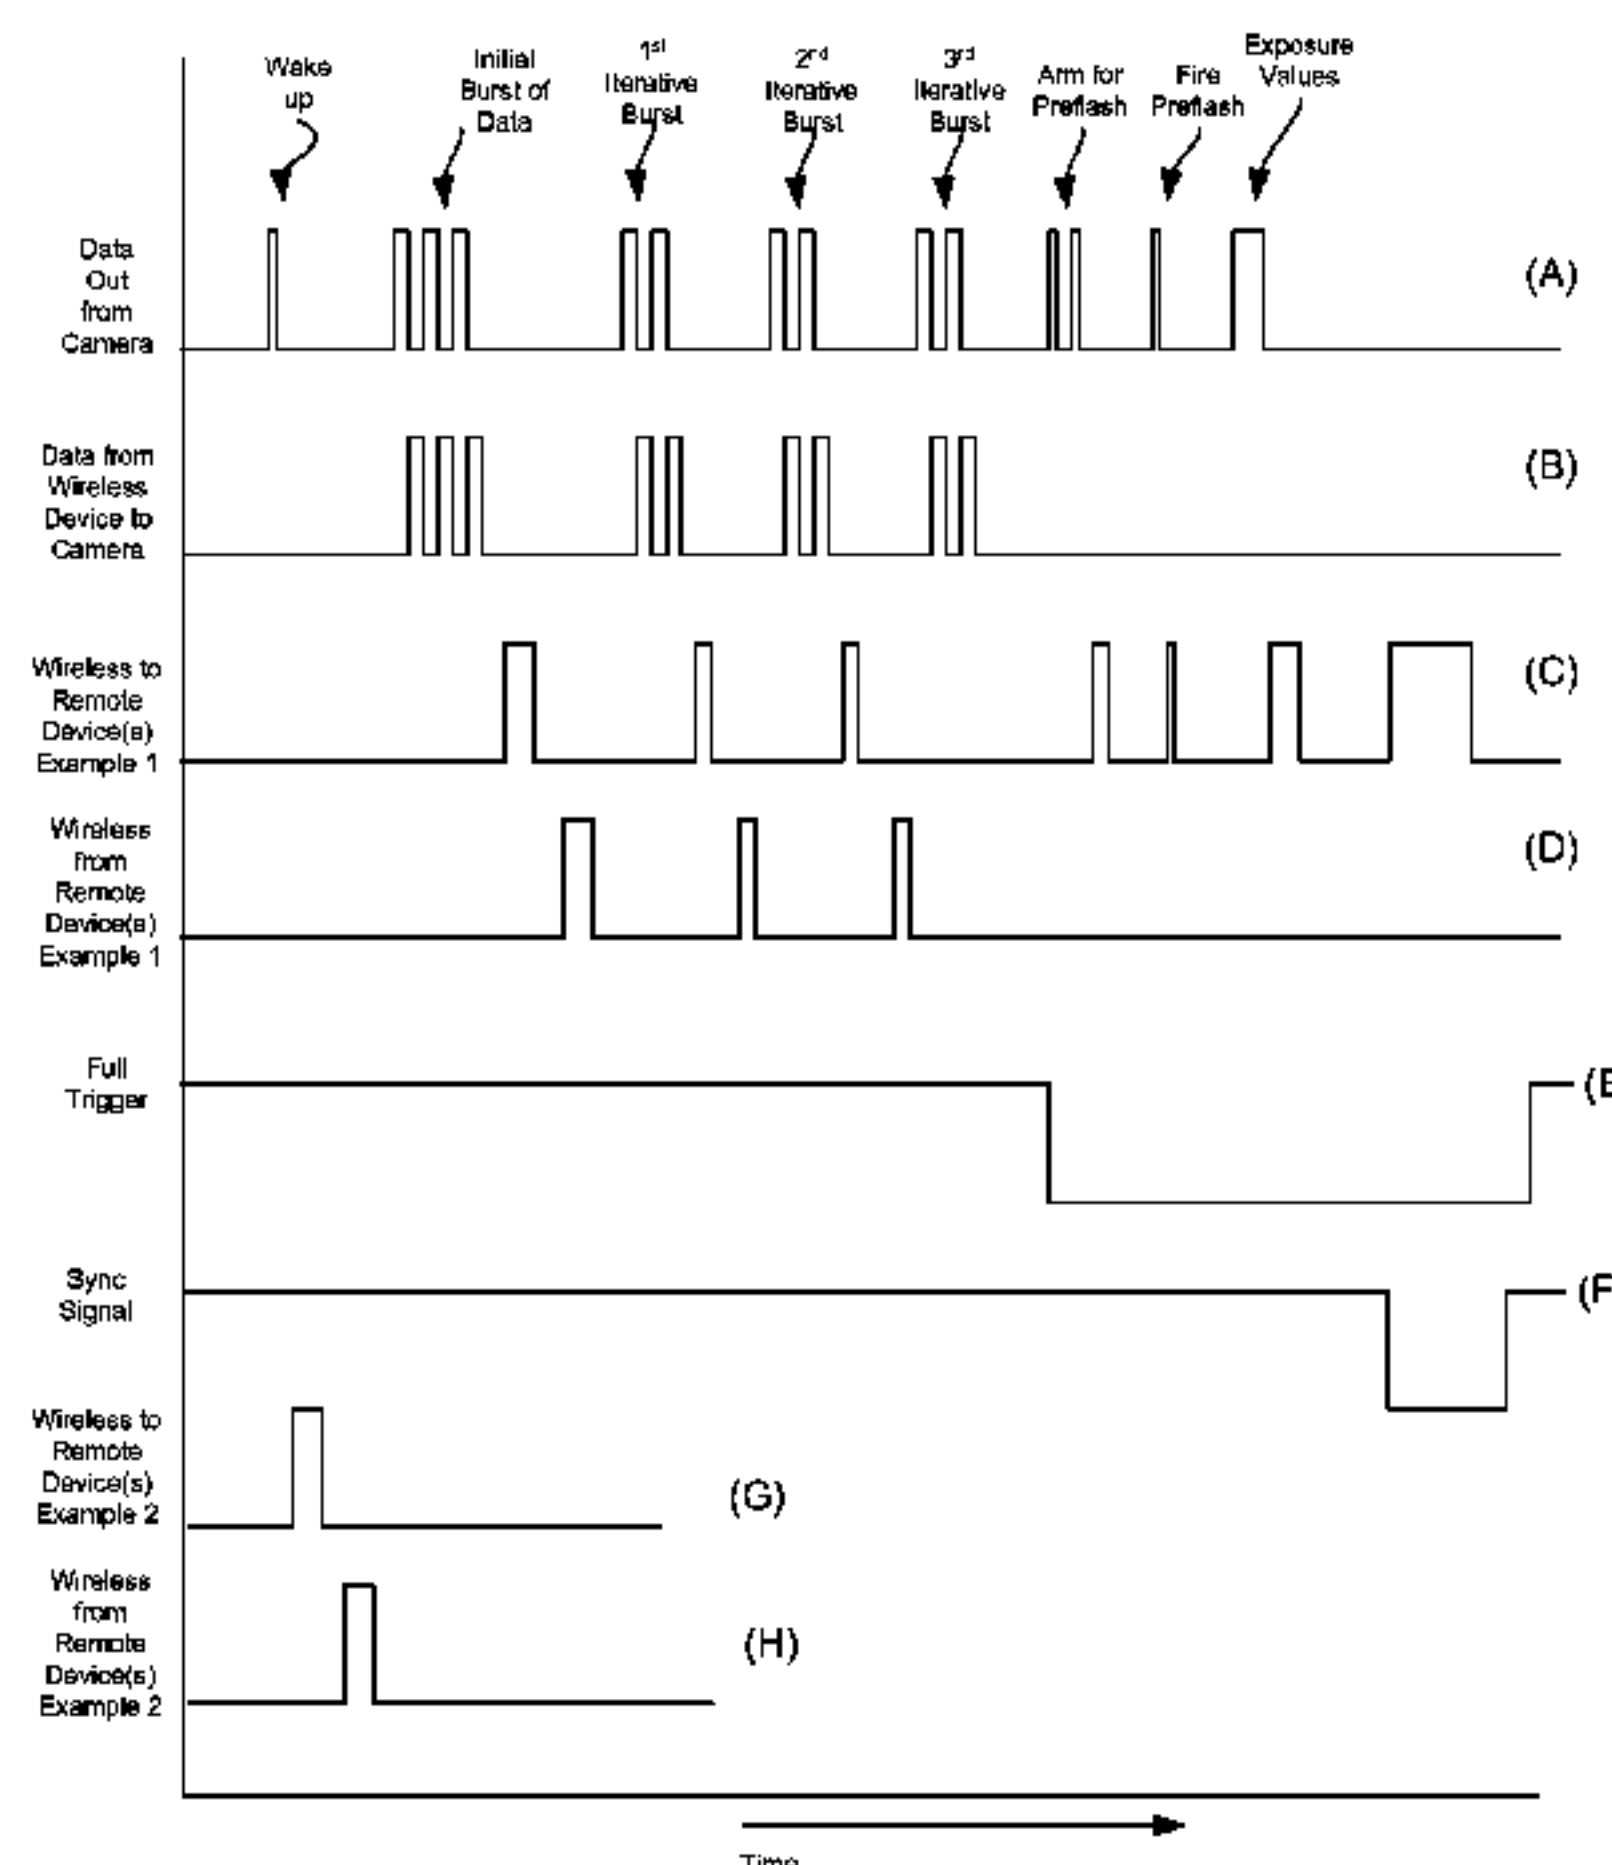 Wake
up
Initial
Burst of
Data
1st
Iterative
Burst
2nd
Iterative
Burst
3rd
Iterative
Burst
Arm for
Preflash
Fire
Preflash
Exposure
Values
Data
Out
from
Camera
(A)
Data from
Wireless
Device to
Camera
(B)
Wireless to
Remote
Device(s)
Example 1
(C)
Wireless
from
Remote
Device(s)
Example 1
(D)
Full
Trigger
(E
Sync
Signal
(F
Wireless to
Remote
Device(s)
Example 2
(G)
Wireless
from
Remote
Device(s)
Example 2
(H)
Time